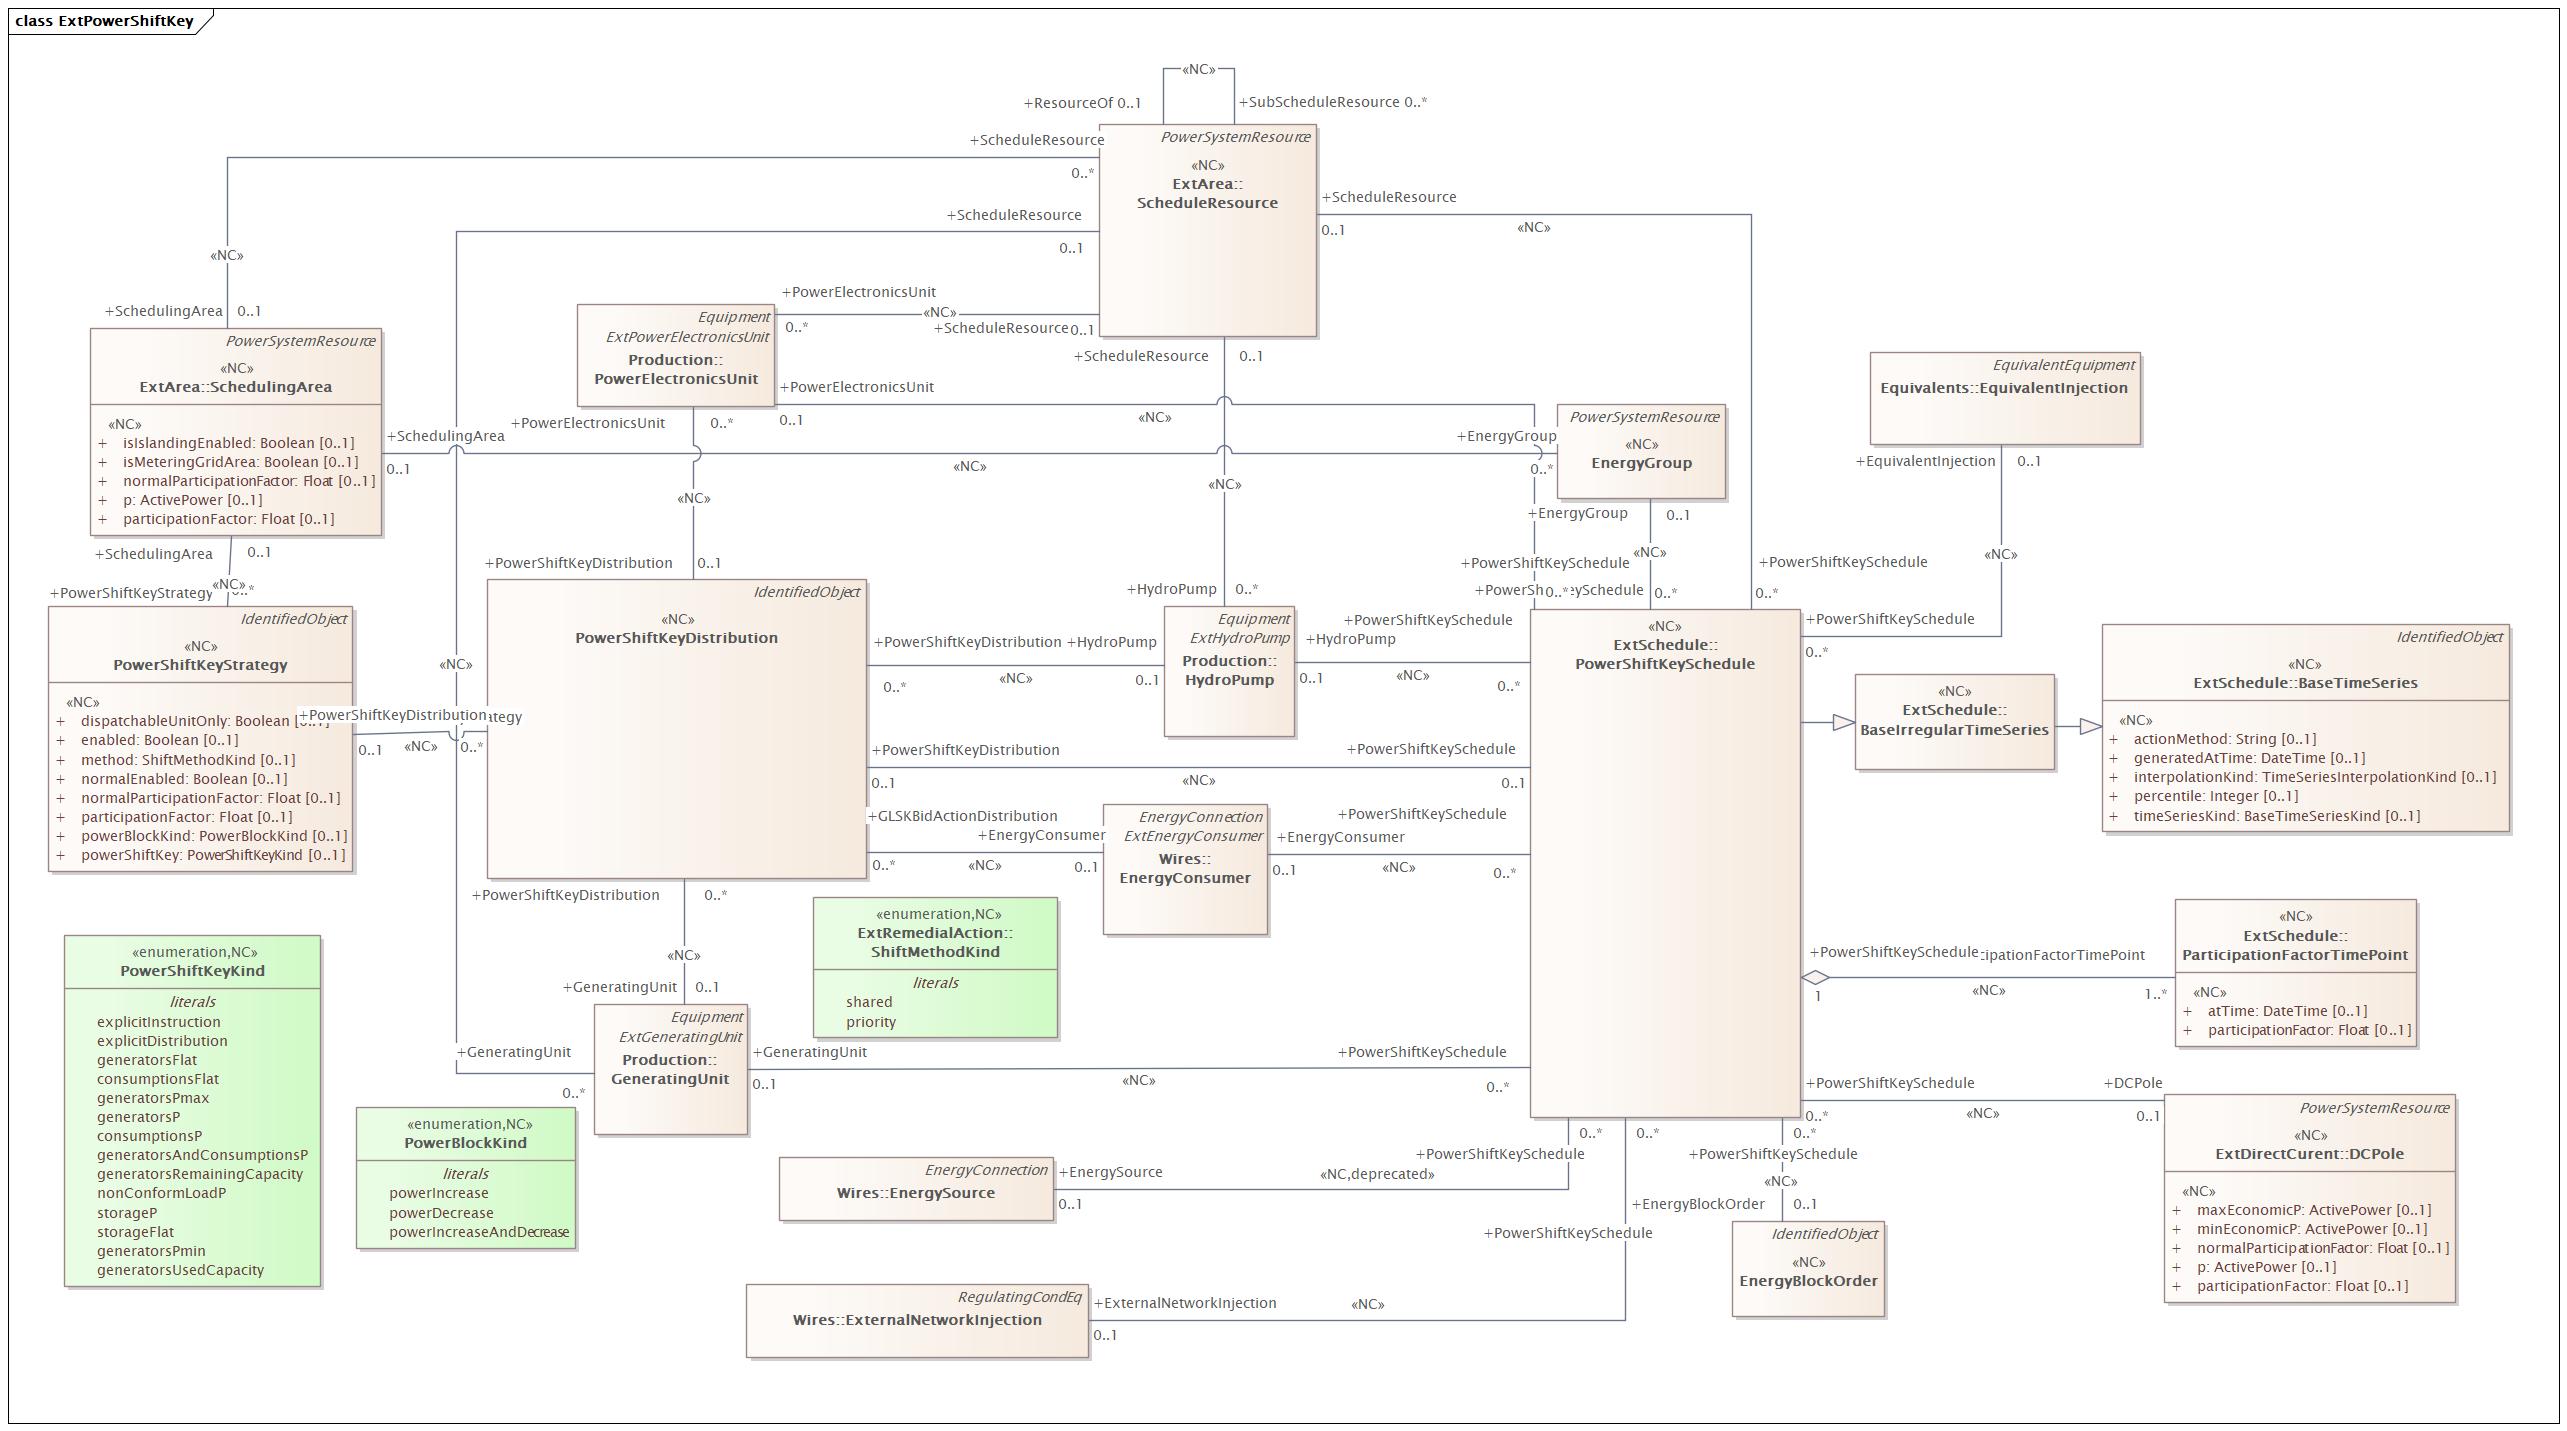 class ExtPowerShiftKey
«NC»
+ResourceOf 0..1
+SubScheduleResource 0..*
PowerSystemResource
«NC»
ExtArea::
ScheduleResource
+ScheduleResource
0..*
«NC»
+SchedulingArea 0..1
+ScheduleResource
0..1
«NC»
+GeneratingUnit
0..*
+ScheduleResource
0..1
«NC»
+PowerShiftKeySchedule
0..*
+PowerElectronicsUnit
0..*
«NC»
+ScheduleResource 0..1
+ScheduleResource 0..1
«NC»
+HydroPump 0..*
PowerSystemResource
«NC»
ExtArea::SchedulingArea
«NC»
+ isIslandingEnabled: Boolean [0..1]
+ isMeteringGridArea: Boolean [0..1]
+ normalParticipationFactor: Float [0..1]
+ p: ActivePower [0..1]
+ participationFactor: Float [0..1]
Equipment
ExtPowerElectronicsUnit
Production::
PowerElectronicsUnit
+PowerElectronicsUnit
0..1
«NC»
+PowerShiftKeySchedule
0..*
+PowerElectronicsUnit 0..*
«NC»
+PowerShiftKeyDistribution 0..1
+SchedulingArea
0..1
«NC»
+EnergyGroup
0..*
PowerSystemResource
«NC»
EnergyGroup
+EnergyGroup 0..1
«NC»
0..*
EquivalentEquipment
Equivalents::EquivalentInjection
+EquivalentInjection 0..1
«NC»
+PowerShiftKeySchedule
0..*
+SchedulingArea 0..1
«NC»
+PowerShiftKeyStrategy
IdentifiedObject
«NC»
PowerShiftKeyStrategy
«NC»
+ dispatchableUnitOnly: Boolean
+ enabled: Boolean [0..1]
+ method: ShiftMethodKind [0..1]
+ normalEnabled: Boolean [0..1]
+ normalParticipationFactor: Float [0..1]
+ participationFactor: Float [0..1]
+ powerBlockKind: PowerBlockKind [0..1]
+ powerShiftKey: PowerShiftKeyKind [0..1]
+PowerShiftKeyDistribution
0..1
«NC»
0..*
IdentifiedObject
«NC»
PowerShiftKeyDistribution
+PowerShiftKeyDistribution +HydroPump
0..*
«NC»
0..1
Equipment
ExtHydroPump
Production::
HydroPump
+PowerShiftKeySchedule
+HydroPump
0..1
«NC»
0..*
«NC»
ExtSchedule::
PowerShiftKeySchedule
«NC»
ExtSchedule::
BaseIrregularTimeSeries
IdentifiedObject
«NC»
ExtSchedule::BaseTimeSeries
«NC»
+ actionMethod: String [0..1]
+ generatedAtTime: DateTime [0..1]
+ interpolationKind: TimeSeriesInterpolationKind [0..1]
+ percentile: Integer [0..1]
+ timeSeriesKind: BaseTimeSeriesKind [0..1]
+PowerShiftKeyDistribution
0..1
«NC»
+PowerShiftKeySchedule
0..1
+GLSKBidActionDistribution
+EnergyConsumer
0..*
«NC»
0..1
EnergyConnection
ExtEnergyConsumer
Wires::
EnergyConsumer
+PowerShiftKeySchedule
+EnergyConsumer
0..1
«NC»
0..*
+PowerShiftKeyDistribution 0..*
«NC»
+GeneratingUnit 0..1
«enumeration,NC»
ExtRemedialAction::
ShiftMethodKind
literals
shared
priority
«enumeration,NC»
PowerShiftKeyKind
literals
explicitInstruction
explicitDistribution
generatorsFlat
consumptionsFlat
generatorsPmax
generatorsP
consumptionsP
generatorsAndConsumptionsP
generatorsRemainingCapacity
nonConformLoadP
storageP
storageFlat
generatorsPmin
generatorsUsedCapacity
«enumeration,NC»
PowerBlockKind
literals
powerIncrease
powerDecrease
powerIncreaseAndDecrease
Equipment
ExtGeneratingUnit
Production::
GeneratingUnit
+GeneratingUnit
0..1
«NC»
+PowerShiftKeySchedule
0..*
+PowerShiftKeySchedule
1
«NC»
1..*
«NC»
ExtSchedule::
ParticipationFactorTimePoint
«NC»
+ atTime: DateTime [0..1]
+ participationFactor: Float [0..1]
+PowerShiftKeySchedule
0..*
«NC»
+DCPole
0..1
PowerSystemResource
«NC»
ExtDirectCurent::DCPole
«NC»
+ maxEconomicP: ActivePower [0..1]
+ minEconomicP: ActivePower [0..1]
+ normalParticipationFactor: Float [0..1]
+ p: ActivePower [0..1]
+ participationFactor: Float [0..1]
EnergyConnection
Wires::EnergySource
+EnergySource
0..1
«NC,deprecated»
0..*
+PowerShiftKeySchedule
RegulatingCondEq
Wires::ExternalNetworkInjection
+ExternalNetworkInjection
0..1
«NC»
0..*
+PowerShiftKeySchedule
0..*
+PowerShiftKeySchedule
«NC»
+EnergyBlockOrder 0..1
IdentifiedObject
«NC»
EnergyBlockOrder